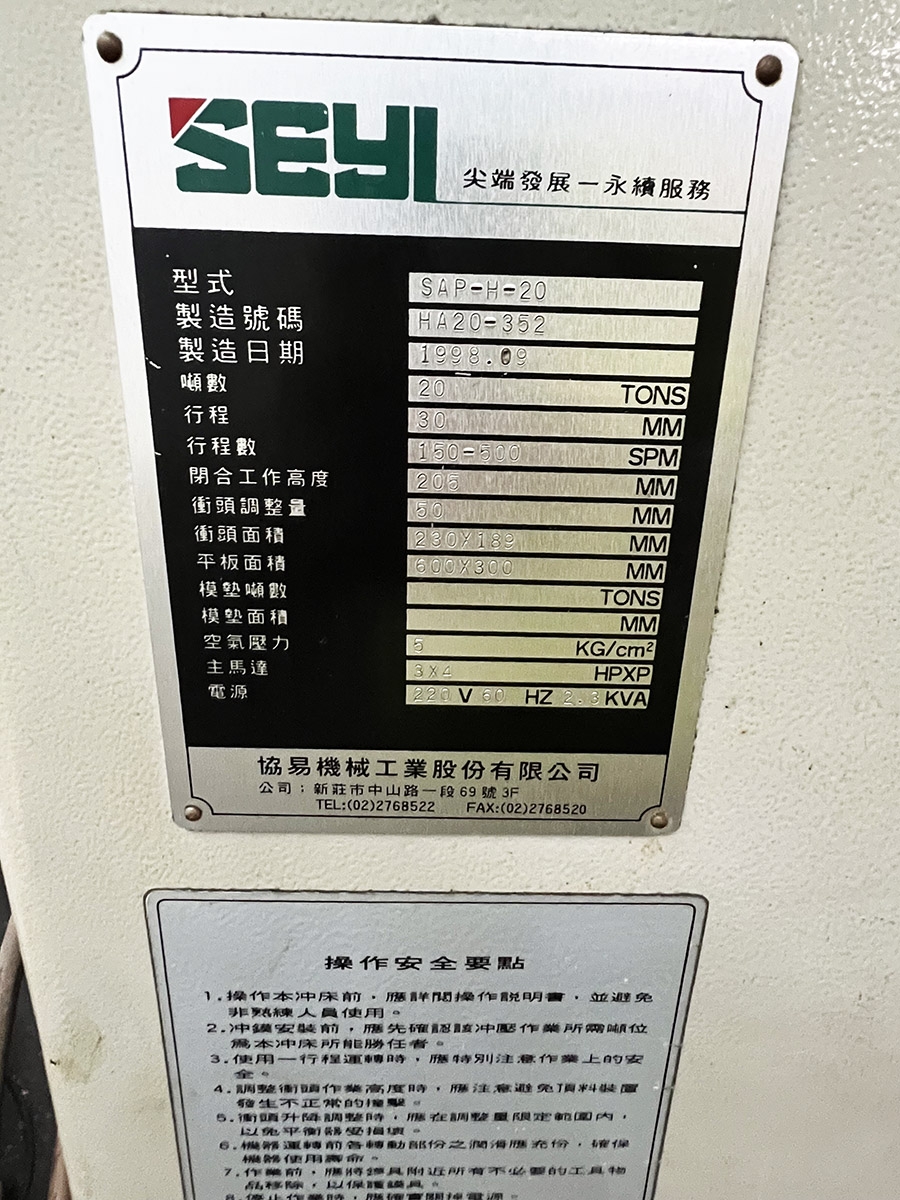 SEYI
尖端發展－永續服務
型式 SAP-H-20
製造號碼 HA20-352
製造日期 1998.09
噸數 20 TONS
行程 30 MM
行程數 150-500 SPM
閉合工作高度 205 MM
衝頭調整量 50 MM
衝頭面積 230X189 MM
平板面積 600X300 MM
模墊噸數 TONS
模墊面積 MM
空氣壓力 5 KG/cm²
主馬達 3X4 HPXP
電源 220 V 60 HZ 2.3 KVA
協易機械工業股份有限公司
公司：新莊市中山路一段69號3F
TEL:(02)2768522 FAX:(02)2768520
操作安全要點
1.操作本冲床前，應詳閱操作說明書，並避免
非熟練人員使用。
2.冲鏌安裝前，應先確認該冲壓作業所需噸位
為本冲床所能勝任者。
3.使用一行程運轉時，應特別注意作業上的安
全。
4.調整衝頭作業高度時，應注意避免頂料裝置
發生不正常的撞擊。
5.衝頭升降調整時，應在調整量限定範圍內，
以免平衡器受損壞。
6.機器運轉前各轉動部份之潤滑應充份，確保
機器使用壽命。
7.作業前，應將鏌具附近所有不必要的工具物
品移除，以保護鏌具。
8.停止作業時，應確實關掉電源。